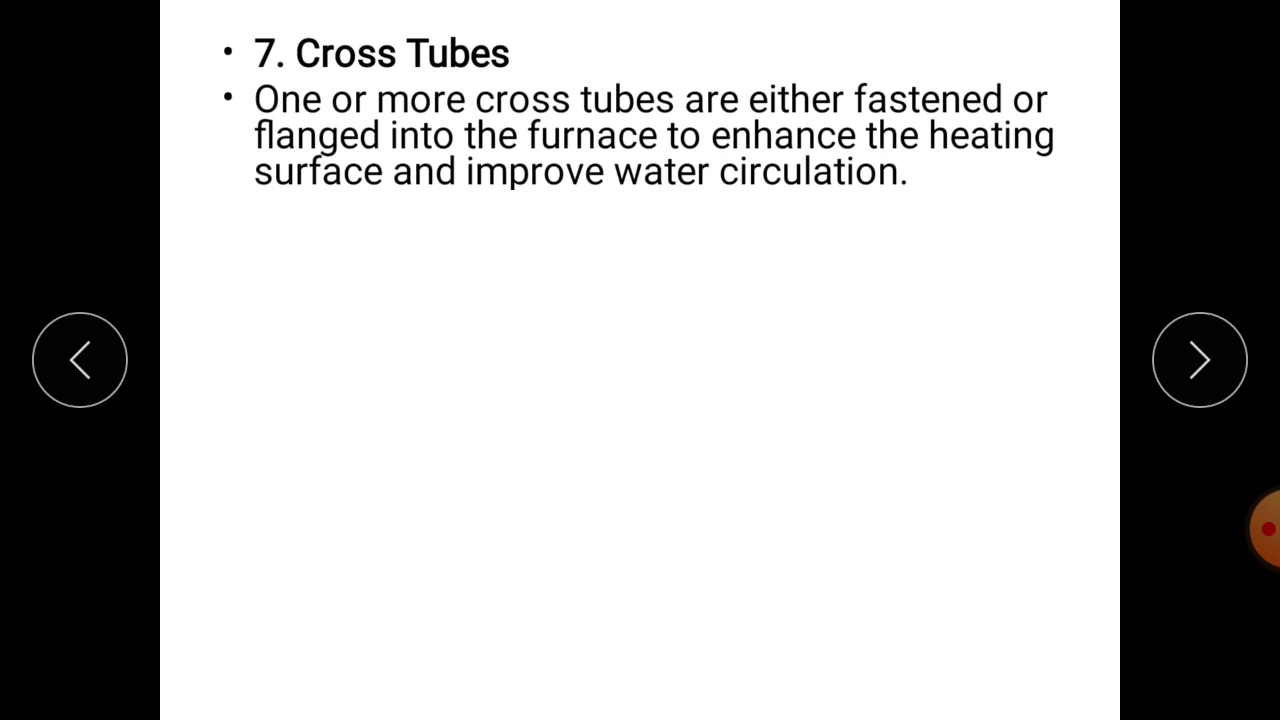 • 7. Cross Tubes
• One or more cross tubes are either fastened or
flanged into the furnace to enhance the heating
surface and improve water circulation.